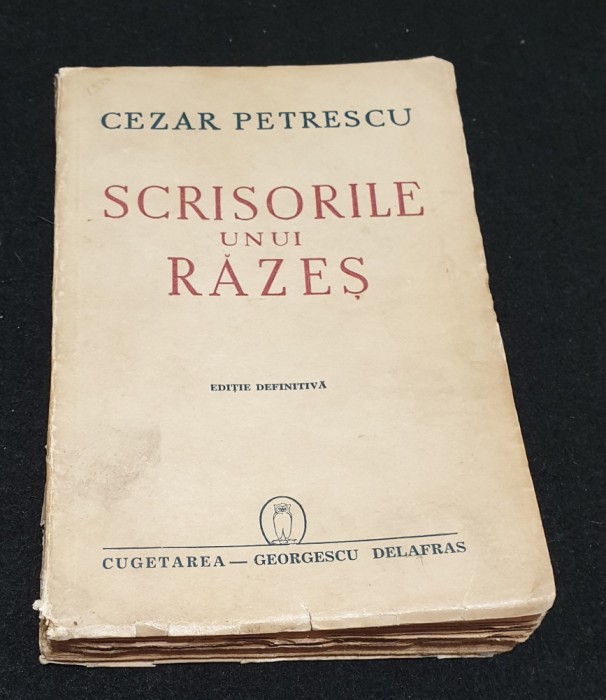 CEZAR PETRESCU
SCRISORILE
UNUI
RĂZEȘ
EDIȚIE DEFINITIVĂ
CUGETAREA — GEORGESCU DELAFRAS